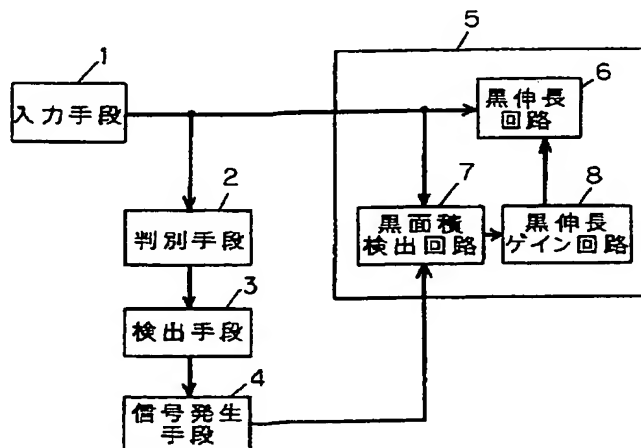 1
入力手段
2
判別手段
3
検出手段
4
信号発生
手段
5
6
黒伸長
回路
7
黒面積
検出回路
8
黒伸長
ゲイン回路